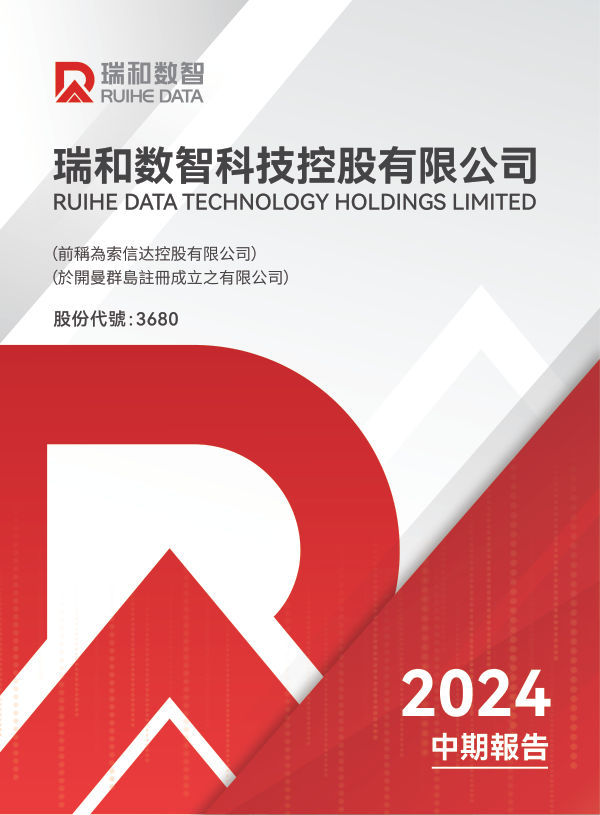 瑞和数智
RUIHE DATA
瑞和数智科技控股有限公司
RUIHE DATA TECHNOLOGY HOLDINGS LIMITED
(前稱為索信达控股有限公司)
(於開曼群島註冊成立之有限公司)
股份代號:3680
2024
中期報告